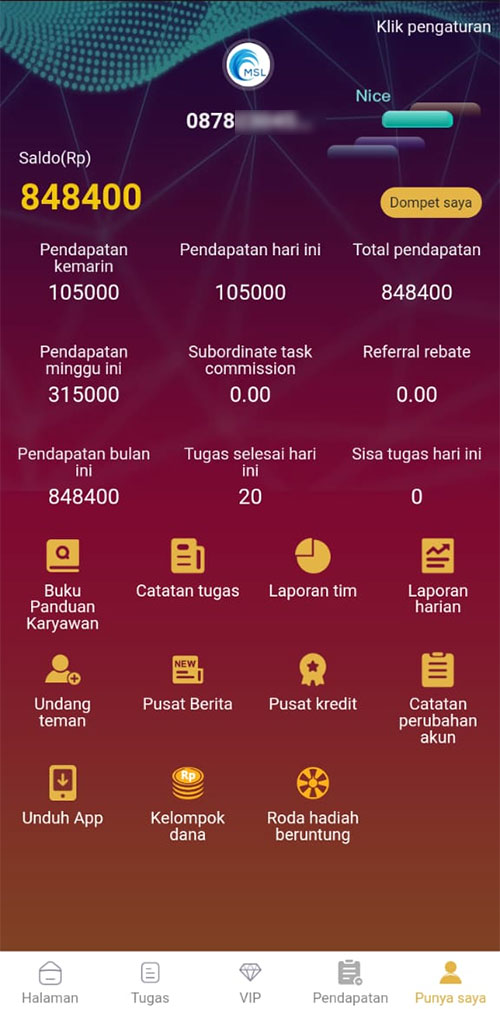 Klik pengaturan
MSL
Nice
0878
Saldo(Rp)
848400
Dompet saya
Pendapatan kemarin
105000
Pendapatan hari ini
105000
Total pendapatan
848400
Pendapatan minggu ini
315000
Subordinate task commission
0.00
Referral rebate
0.00
Pendapatan bulan ini
848400
Tugas selesai hari ini
20
Sisa tugas hari ini
0
Buku Panduan Karyawan
Catatan tugas
Laporan tim
Laporan harian
Undang teman
NEW
Pusat Berita
Pusat kredit
Catatan perubahan akun
Unduh App
Rp
Kelompok dana
Roda hadiah beruntung
Halaman
Tugas
VIP
Pendapatan
Punya saya